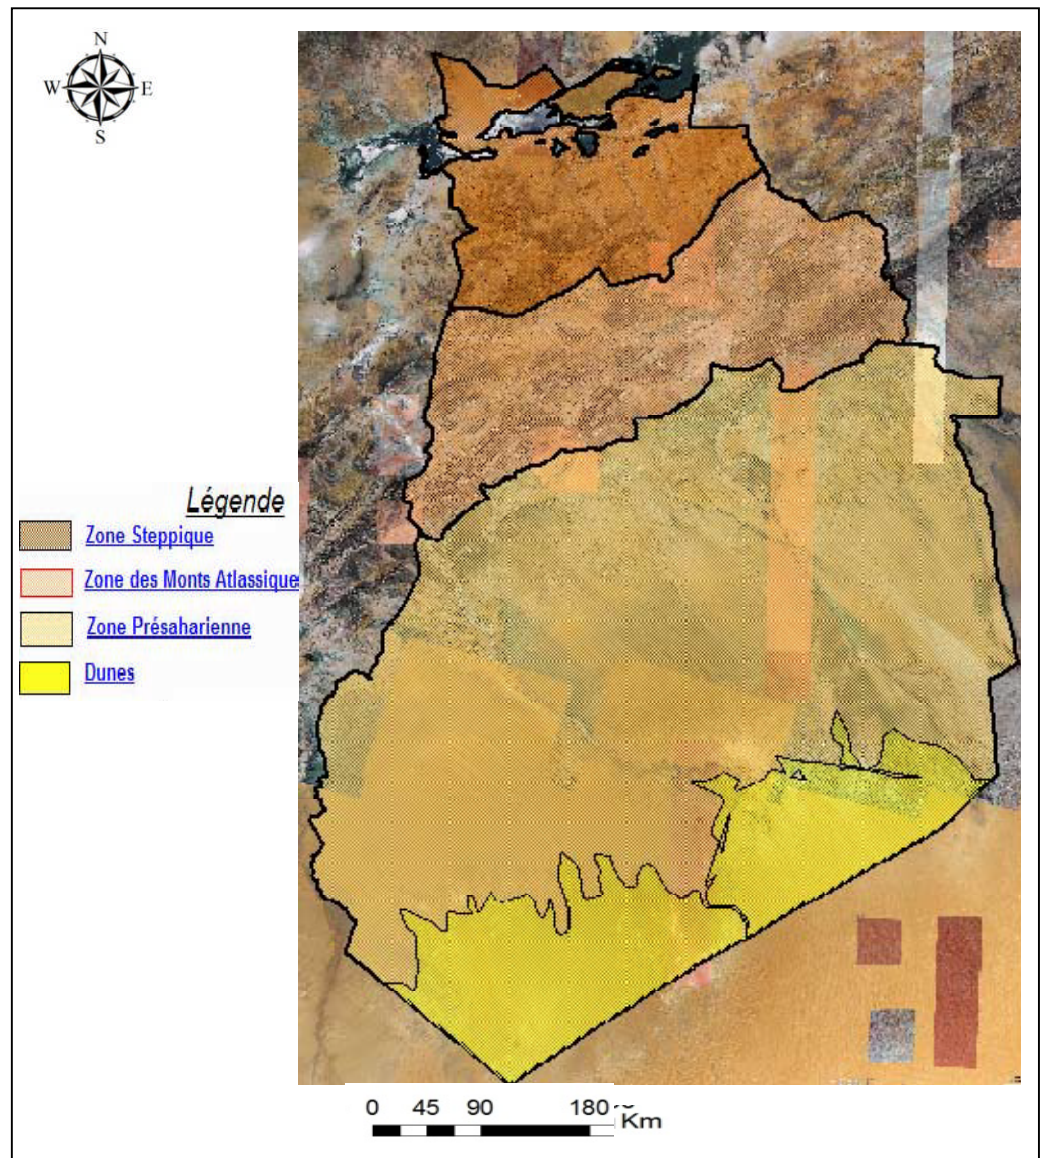 N
W E
S
Légende
Zone Steppique
Zone des Monts Atlassique
Zone Présaharienne
Dunes
0 45 90 180
Km